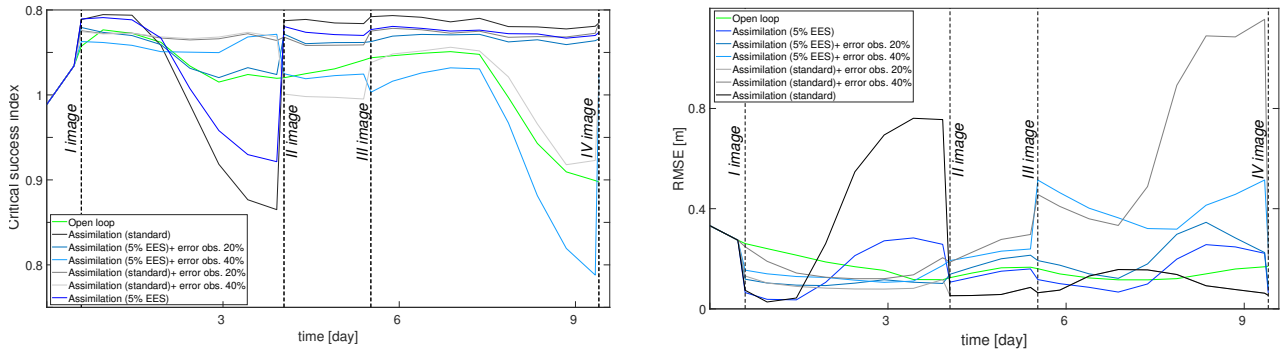 0.8
1
0.9
0.8
Critical success index
I image
II image
III image
IV image
Open loop
Assimilation (standard)
Assimilation (5% EES)+ error obs. 20%
Assimilation (5% EES)+ error obs. 40%
Assimilation (standard)+ error obs. 20%
Assimilation (standard)+ error obs. 40%
Assimilation (5% EES)
3
6
9
time [day]
Open loop
Assimilation (5% EES)
Assimilation (5% EES)+ error obs. 20%
Assimilation (5% EES)+ error obs. 40%
Assimilation (standard)+ error obs. 20%
Assimilation (standard)+ error obs. 40%
Assimilation (standard)
0.8
0.4
0
RMSE [m]
I image
II image
III image
IV image
3
6
9
time [day]